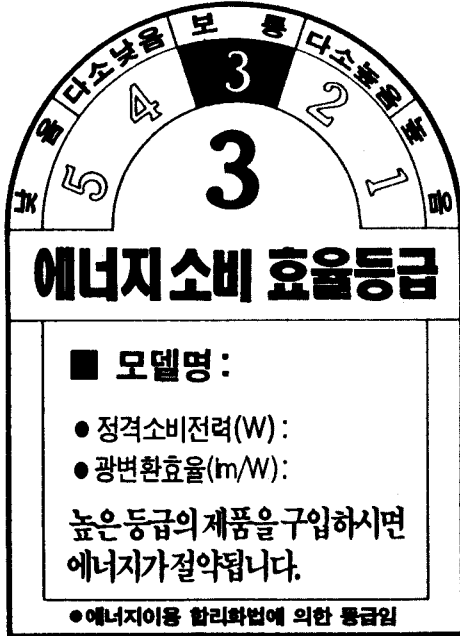 낮음 다소낮음 보통 다소높음 높음
5 4 3 2 1
3
에너지소비 효율등급
■ 모델명 :
● 정격소비전력(W) :
● 광변환효율(lm/W) :
높은 등급의 제품을 구입하시면
에너지가 절약됩니다.
● 에너지이용 합리화법에 의한 등급임